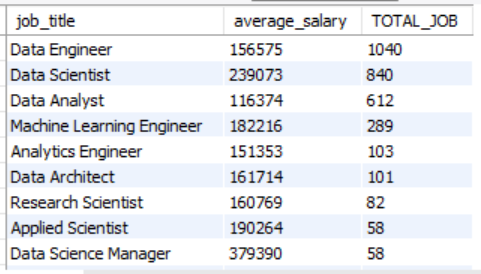 job_title average_salary TOTAL_JOB
Data Engineer 156575 1040
Data Scientist 239073 840
Data Analyst 116374 612
Machine Learning Engineer 182216 289
Analytics Engineer 151353 103
Data Architect 161714 101
Research Scientist 160769 82
Applied Scientist 190264 58
Data Science Manager 379390 58